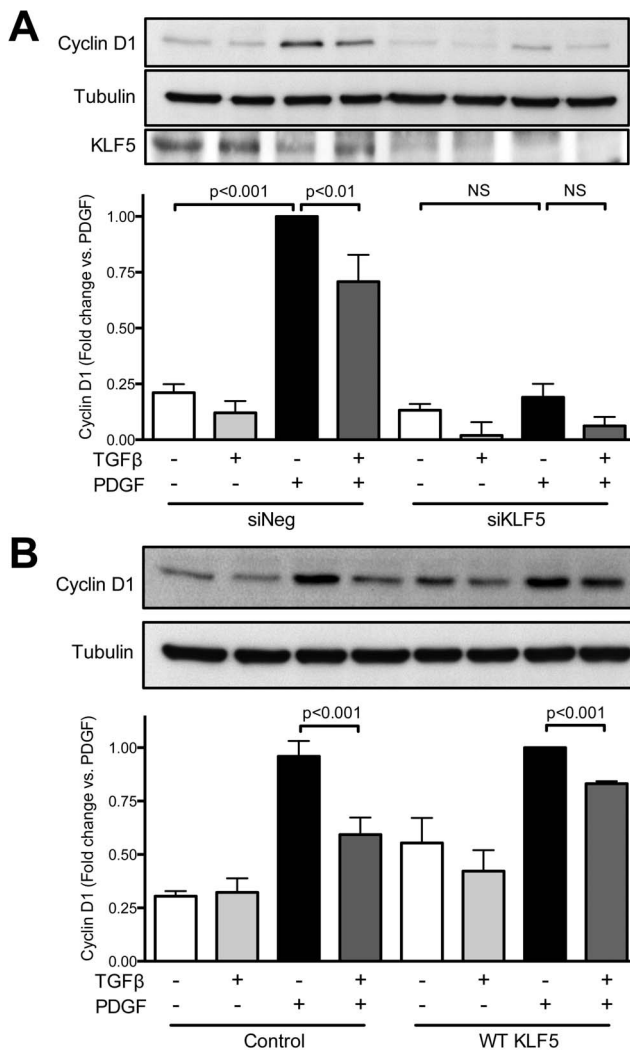 A
Cyclin D1
Tubulin
KLF5
p<0.001 p<0.01 NS NS
Cyclin D1 (Fold change vs. PDGF)
1.00
0.75
0.50
0.25
0.00
TGFβ - + - + - + - +
PDGF - - + + - - + +
siNeg siKLF5
B
Cyclin D1
Tubulin
p<0.001 p<0.001
Cyclin D1 (Fold change vs. PDGF)
1.00
0.75
0.50
0.25
0.00
TGFβ - + - + - + - +
PDGF - - + + - - + +
Control WT KLF5